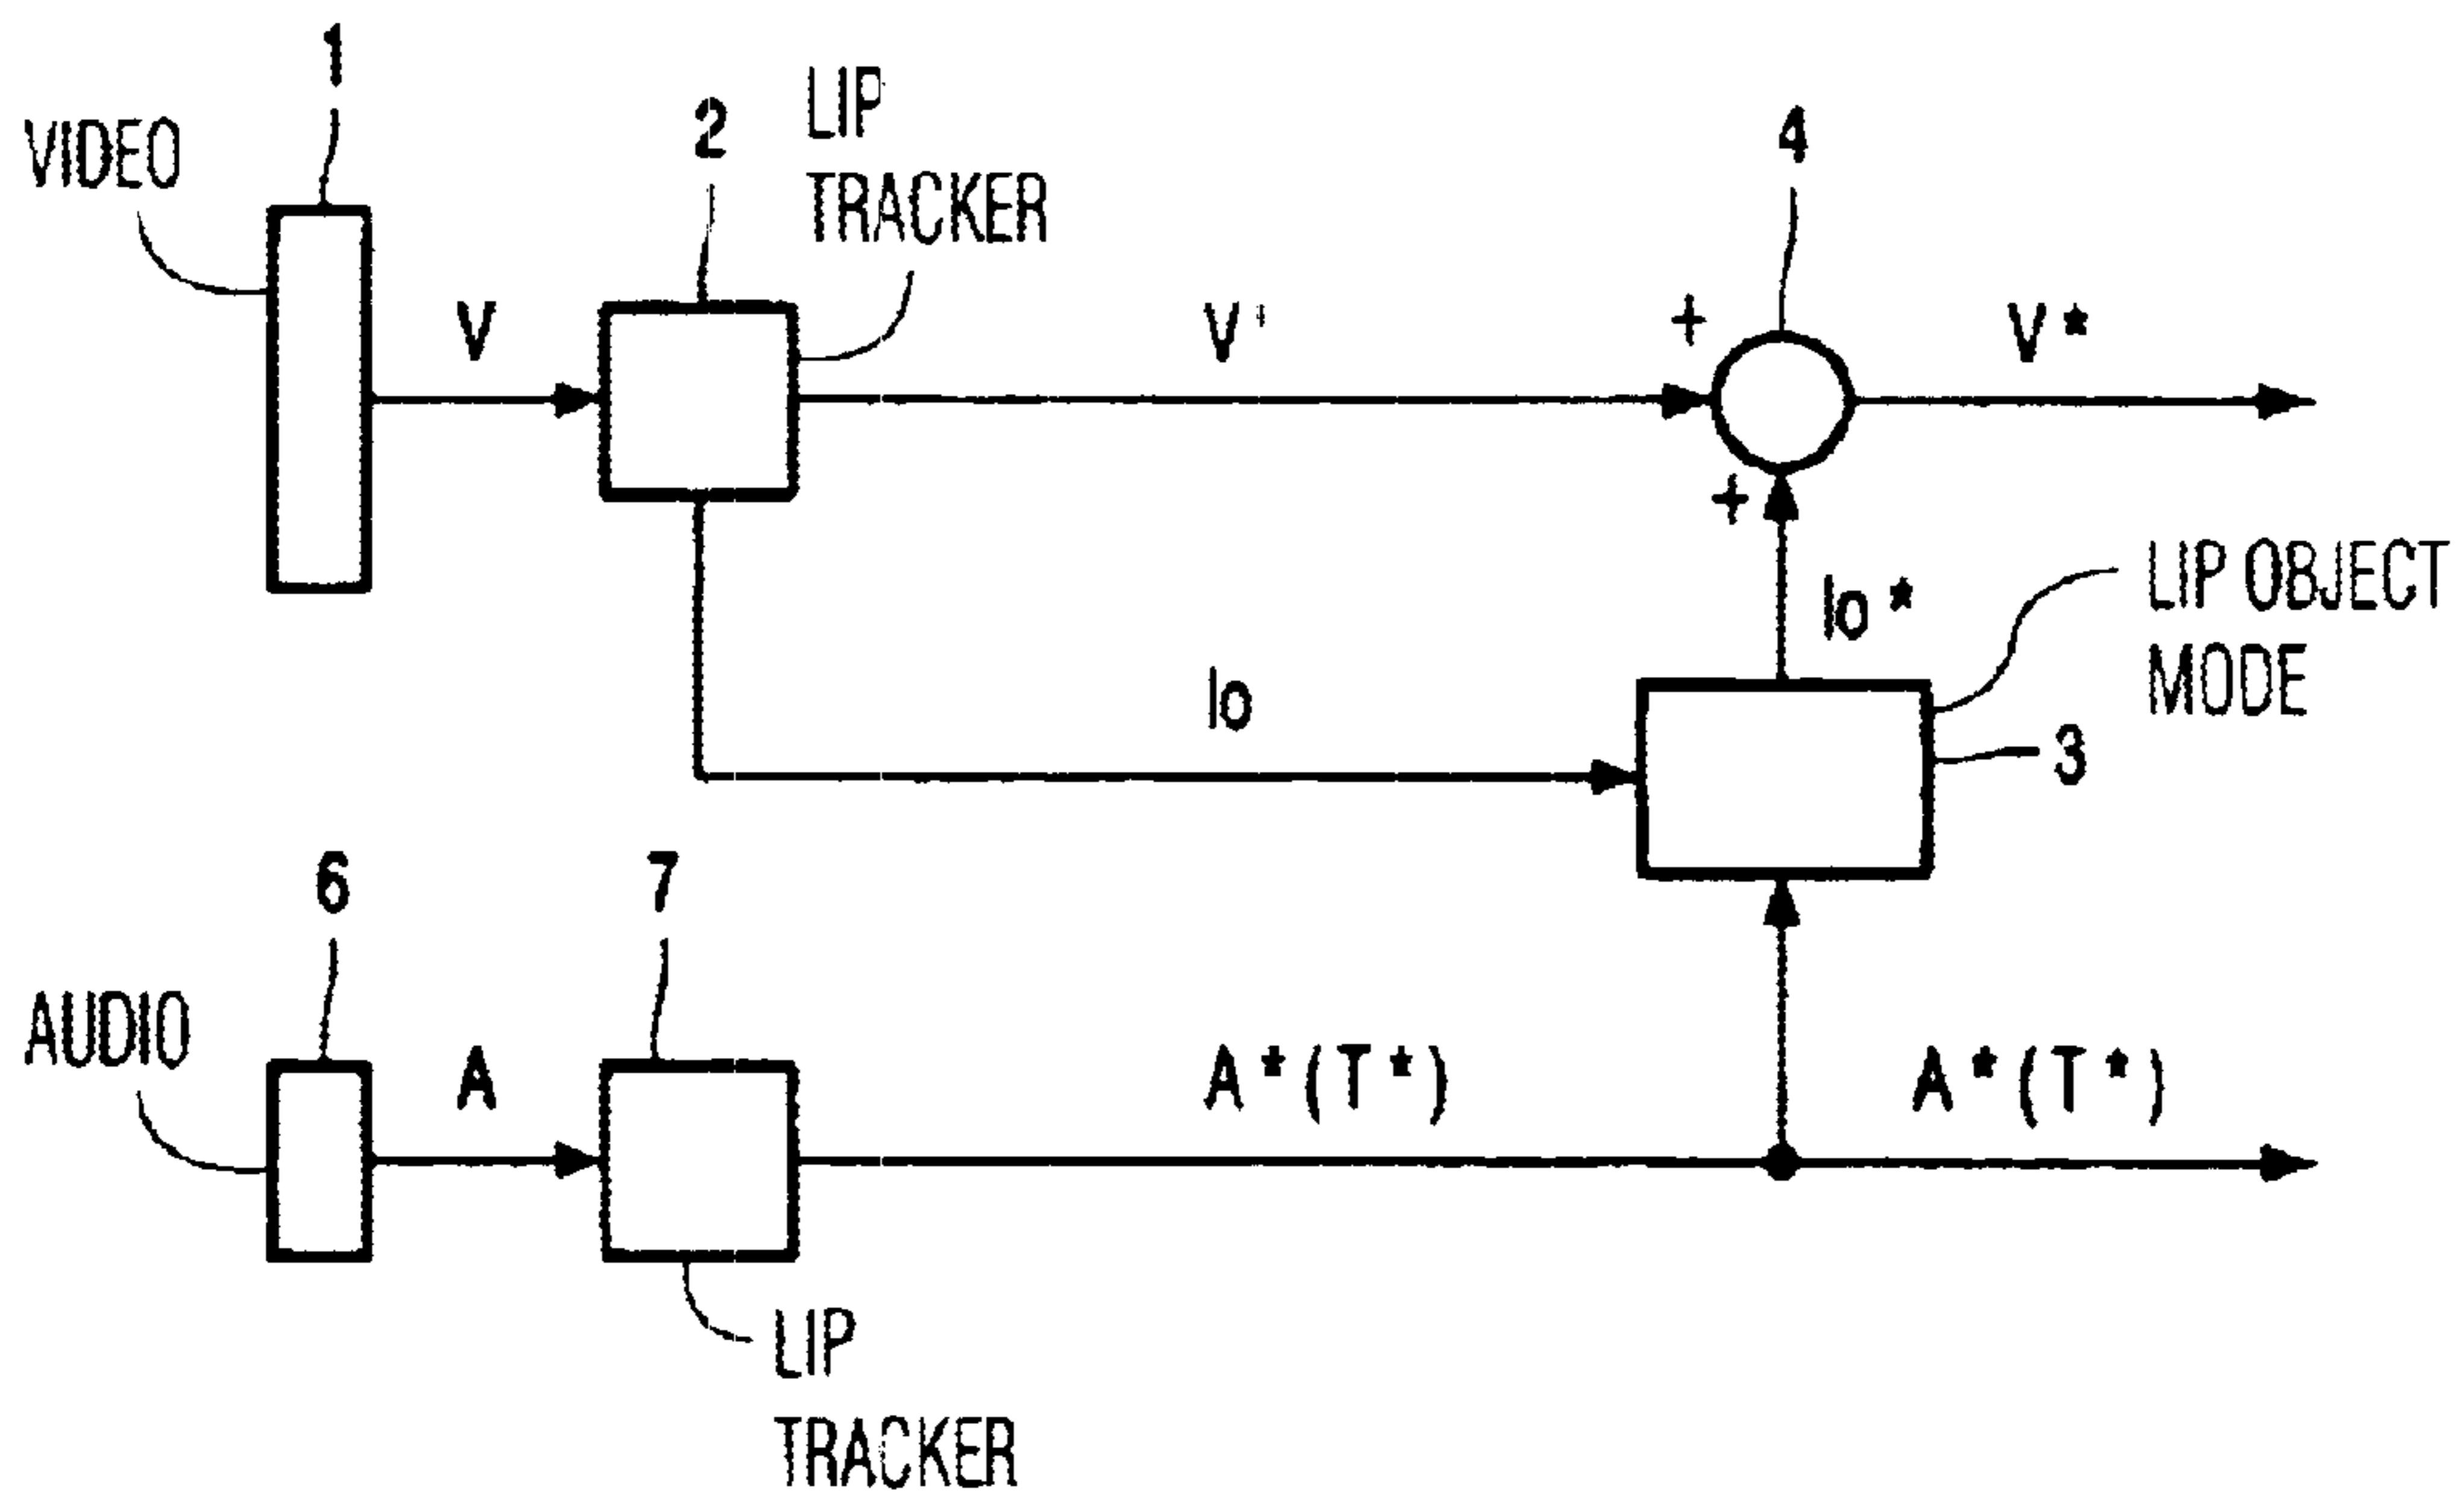 1
VIDEO
2
LIP
TRACKER
4
V
V'
+
V*
+
lo*
LIP OBJECT
MODE
lo
3
6
7
AUDIO
A
A*(T*)
A*(T*)
LIP
TRACKER